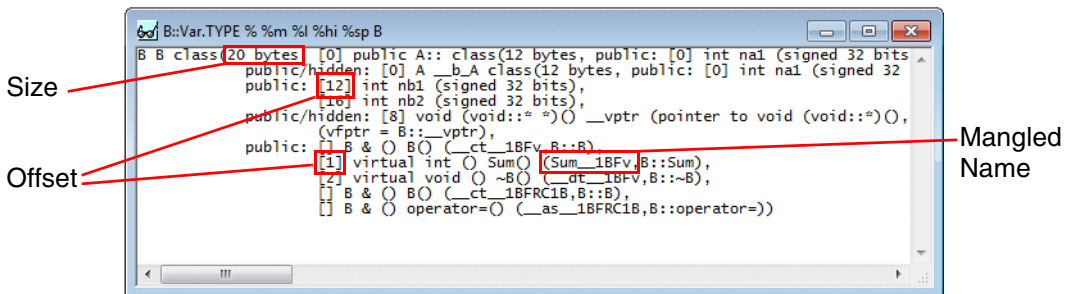 B::Var.TYPE % %m %l %hi %sp B
B B class(20 bytes, [0] public A:: class(12 bytes, public: [0] int na1 (signed 32 bits
public/hidden: [0] A __b_A class(12 bytes, public: [0] int na1 (signed 32
Size
public: [12] int nb1 (signed 32 bits),
[16] int nb2 (signed 32 bits),
public/hidden: [8] void (void::* *)() __vptr (pointer to void (void::*)(),
(vfptr = B::__vptr),
public: [] B & () B() (__ct__1BFv,B::B),
Mangled
Name
Offset
[1] virtual int () Sum() (Sum__1BFv,B::Sum),
[2] virtual void () ~B() (__dt__1BFv,B::~B),
[] B & () B() (__ct__1BFRC1B,B::B),
[] B & () operator=() (__as__1BFRC1B,B::operator=))